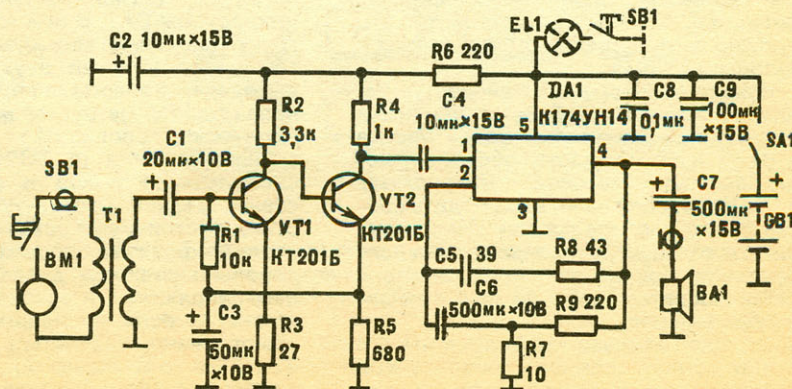 EL1
SB1
C2 10мк×15В
R6 220
R2
3,3к
R4
1к
C4
10мк×15В
DA1
К174УН14
C8
0,1мк
C9
100мк
×15В
SA1
C1
20мк×10В
SB1
T1
BM1
R1
10к
VT1
КТ201Б
VT2
КТ201Б
1
2
5
4
3
C7
500мк
×15В
GB1
+
+
+
+
+
C5
39
R8 43
C6
500мк×10В
R9 220
BA1
C3
50мк
×10В
R3
27
R5
680
R7
10